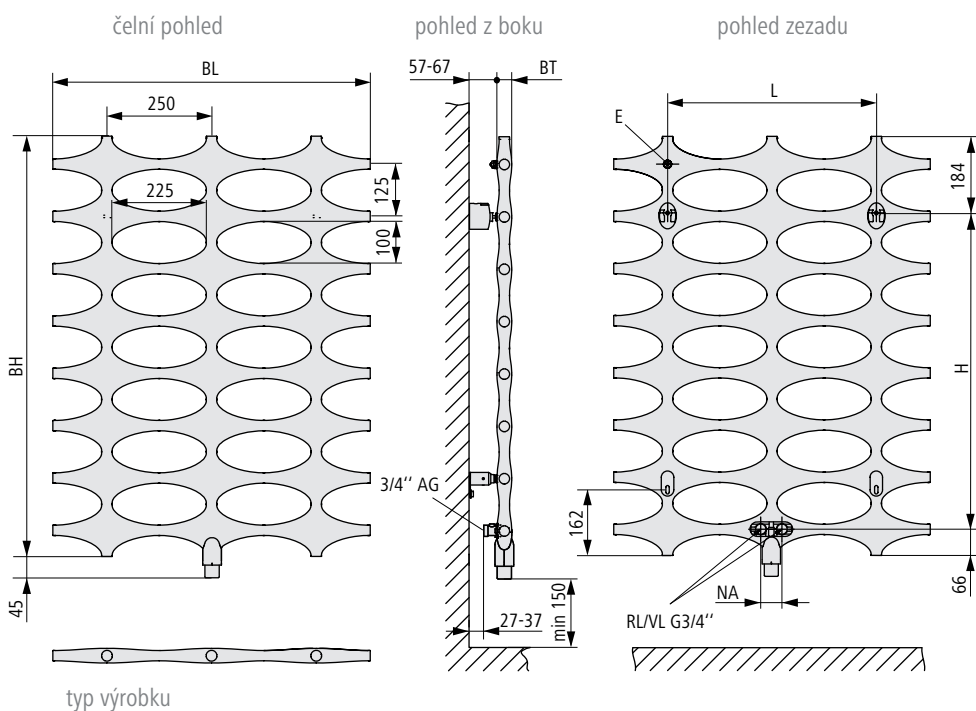 čelní pohled
pohled z boku
pohled zezadu
BL
57-67
BT
L
250
E
125
184
225
100
BH
H
3/4‘‘ AG
162
45
27-37
min 150
NA
66
RL/VL G3/4‘‘
typ výrobku